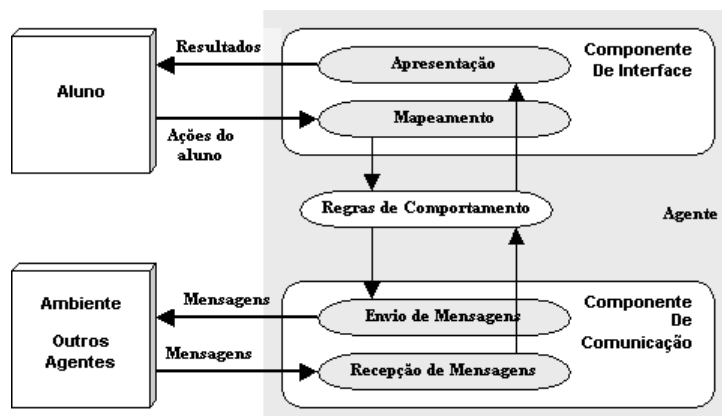 Resultados
Aluno
Ações do
aluno
Apresentação
Mapeamento
Componente
De Interface
Regras de Comportamento
Agente
Ambiente
Outros
Agentes
Mensagens
Mensagens
Envio de Mensagens
Recepção de Mensagens
Componente
De
Comunicação